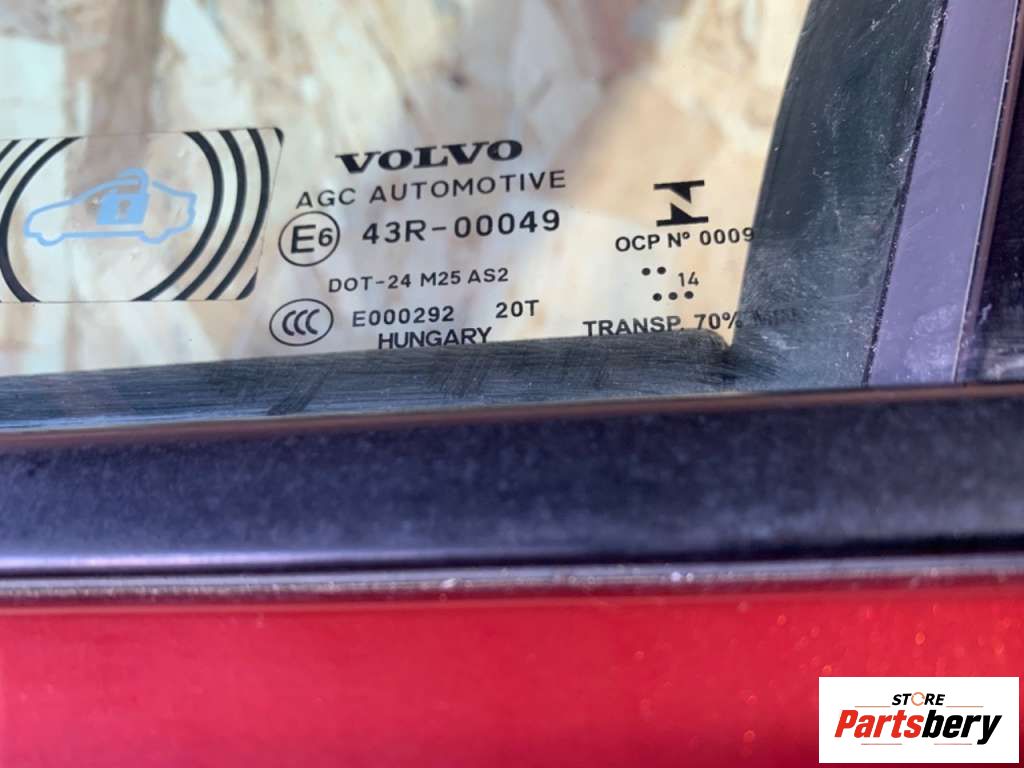 VOLVO
AGC AUTOMOTIVE
E6 43R-00049
DOT-24 M25 AS2
CCC E000292 20T
HUNGARY
OCP Nº 0009
14
TRANSP. 70%
STORE
Partsbery